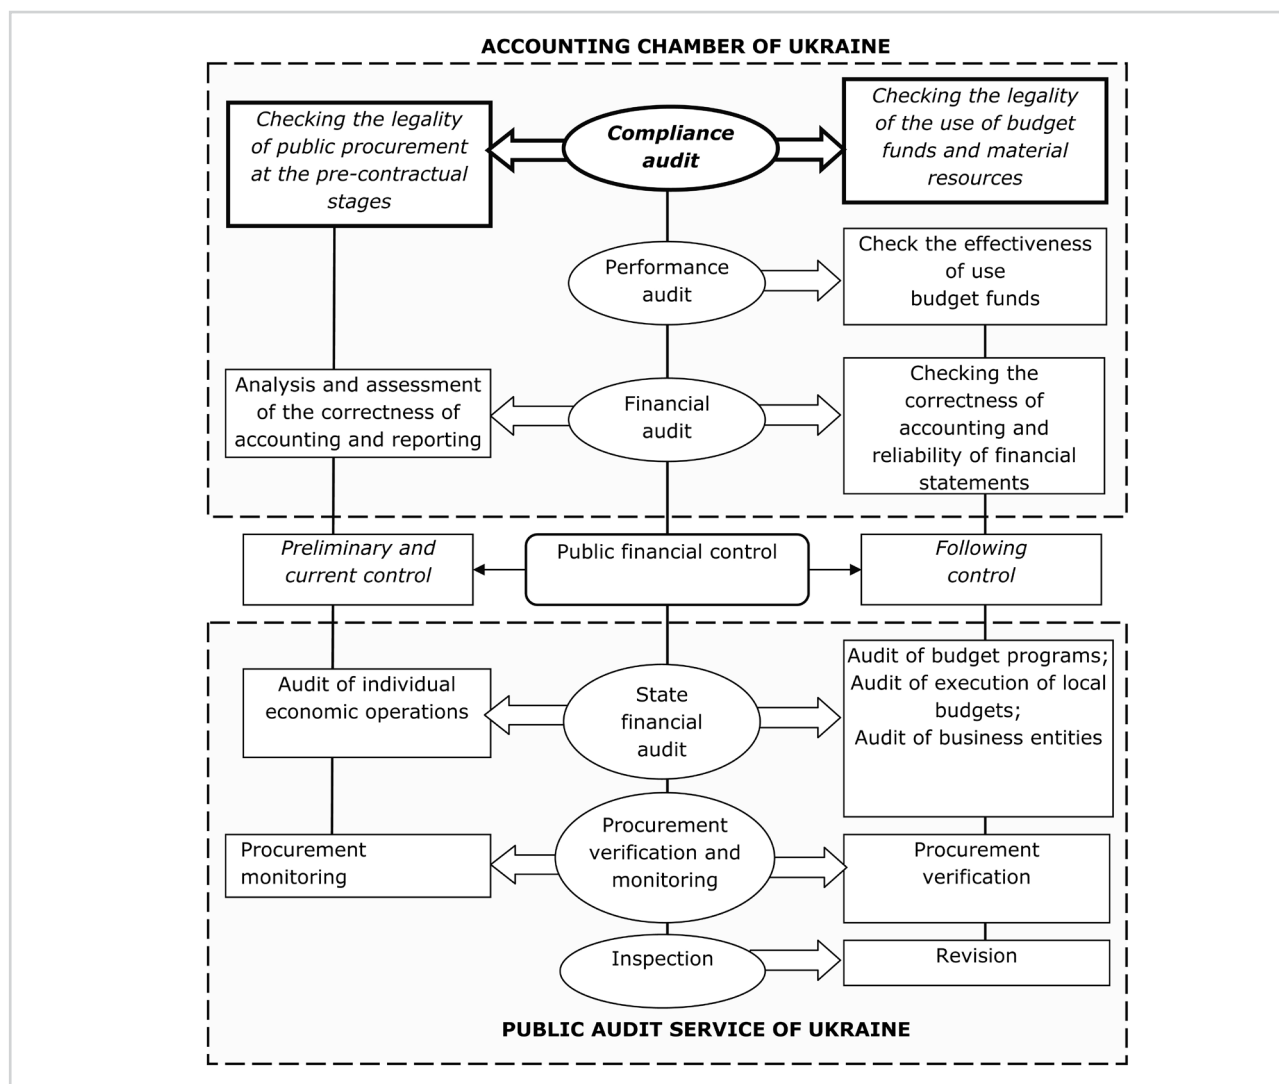 ACCOUNTING CHAMBER OF UKRAINE
Checking the legality
of public procurement
at the pre-contractual
stages
Compliance
audit
Checking the legality
of the use of budget
funds and material
resources
Performance
audit
Check the effectiveness
of use
budget funds
Analysis and assessment
of the correctness of
accounting and reporting
Financial
audit
Checking the
correctness of
accounting and
reliability of financial
statements
Preliminary and
current control
Public financial control
Following
control
Audit of individual
economic operations
State
financial
audit
Audit of budget programs;
Audit of execution of local
budgets;
Audit of business entities
Procurement
monitoring
Procurement
verification and
monitoring
Procurement
verification
Inspection
Revision
PUBLIC AUDIT SERVICE OF UKRAINE